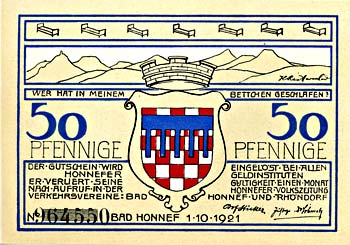 WER HAT IN MEINEM BETTCHEN GESCHLAFEN?
50 50
PFENNIGE PFENNIGE
DER GUTSCHEIN WIRD EINGELÖST BEI ALLEN
HONNEFER GELDINSTITUTEN
ER VERLIERT SEINE GÜLTIGKEIT EINEN MONAT
NACH AUFRUF IN DER HONNEFER VOLKSZEITUNG
VERKEHRSVEREINE: BAD HONNEF UND RHÖNDORF
No 064550 BAD HONNEF 1·10·1921